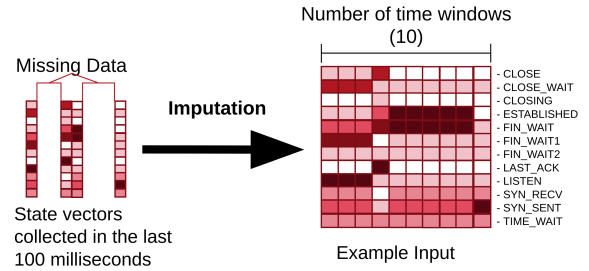 Number of time windows
(10)
Missing Data
Imputation
- CLOSE
- CLOSE_WAIT
- CLOSING
- ESTABLISHED
- FIN_WAIT
- FIN_WAIT1
- FIN_WAIT2
- LAST_ACK
- LISTEN
- SYN_RECV
- SYN_SENT
- TIME_WAIT
State vectors
collected in the last
100 milliseconds
Example Input